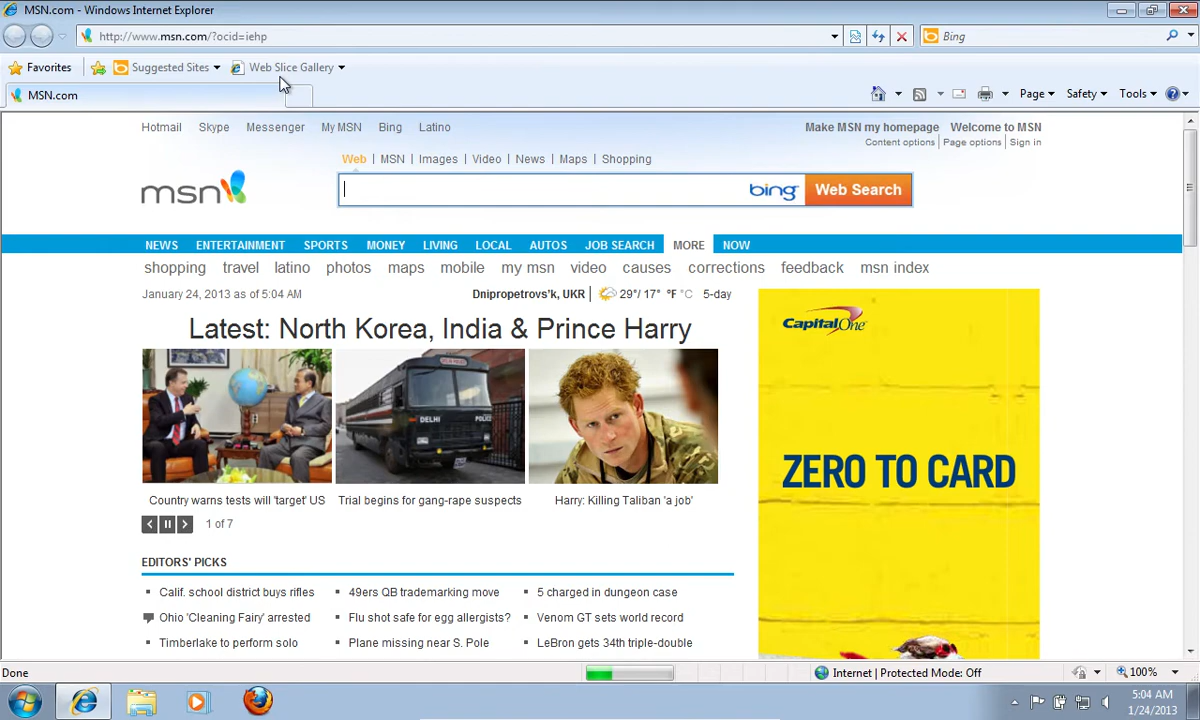 MSN.com - Windows Internet Explorer
http://www.msn.com/?ocid=iehp
Bing
Favorites
Suggested Sites
Web Slice Gallery
MSN.com
Page
Safety
Tools
Hotmail Skype Messenger My MSN Bing Latino
Make MSN my homepage Welcome to MSN
Content options | Page options | Sign in
Web | MSN | Images | Video | News | Maps | Shopping
msn
bing
Web Search
NEWS ENTERTAINMENT SPORTS MONEY LIVING LOCAL AUTOS JOB SEARCH MORE NOW
shopping travel latino photos maps mobile my msn video causes corrections feedback msn index
January 24, 2013 as of 5:04 AM
Dnipropetrovs'k, UKR | 29°/ 17° °F °C 5-day
Latest: North Korea, India & Prince Harry
DELHI
POLICE
Country warns tests will 'target' US
Trial begins for gang-rape suspects
Harry: Killing Taliban 'a job'
1 of 7
CapitalOne
ZERO TO CARD
EDITORS' PICKS
Calif. school district buys rifles
49ers QB trademarking move
5 charged in dungeon case
Ohio 'Cleaning Fairy' arrested
Flu shot safe for egg allergists?
Venom GT sets world record
Timberlake to perform solo
Plane missing near S. Pole
LeBron gets 34th triple-double
Done
Internet | Protected Mode: Off
100%
5:04 AM
1/24/2013